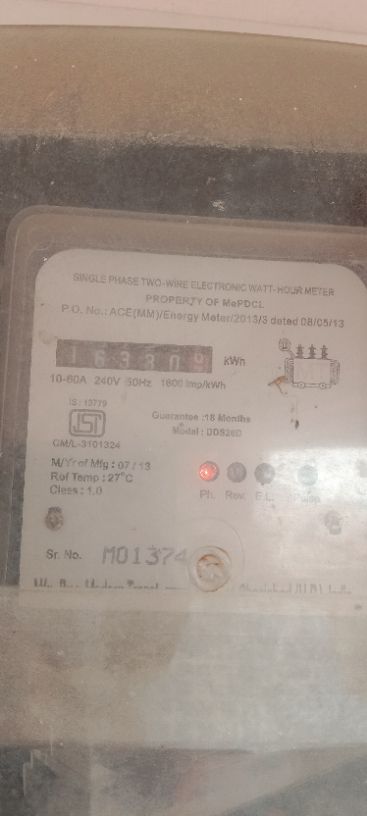 SINGLE PHASE TWO-WIRE ELECTRONIC WATT-HOUR METER
PROPERTY OF MePDCL
P.O. No.: ACE(MM)/Energy Meter/2013/3 dated 08/05/13
kWh
10-60A 240V 50Hz 1600 Imp/kWh
IS : 13779
ISI
CM/L-3101324
Guarantee : 18 Months
Model : DDS28D
M/Yr of Mfg : 07 / 13
Ref Temp : 27°C
Class : 1.0
Ph. Rev. E.L.
Sr. No. M01374